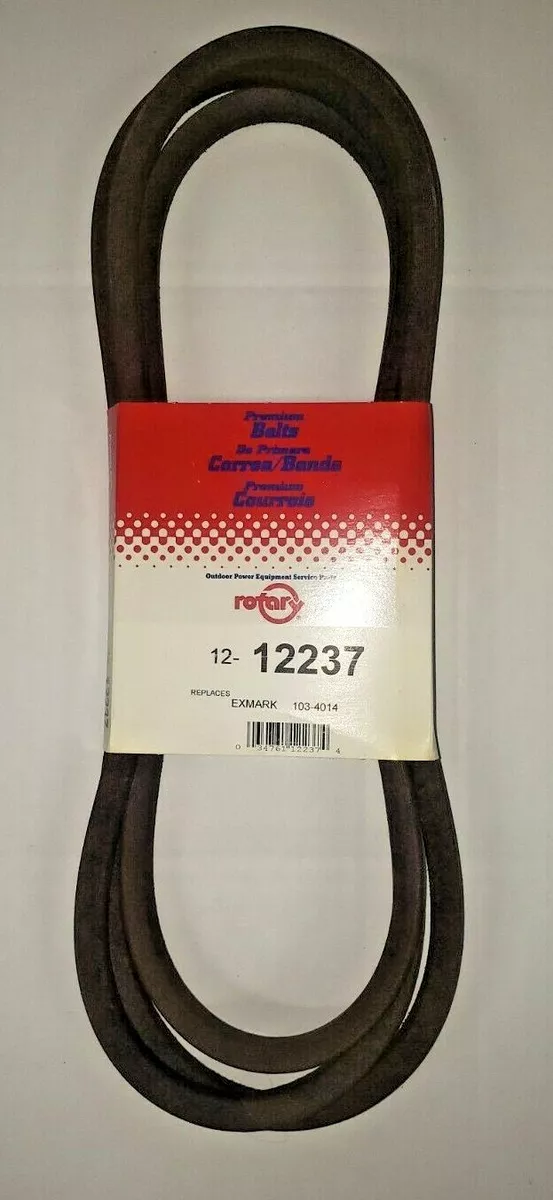 Premium
Belts
De Primera
Correa/Banda
Premium
Courroie
Outdoor Power Equipment Service Parts
rotary
12- 12237
REPLACES
EXMARK 103-4014
0 34761 12237 4